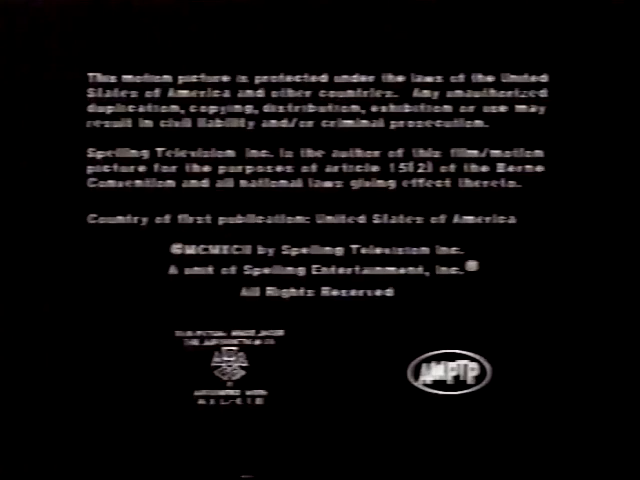 This motion picture is protected under the laws of the United
States of America and other countries. Any unauthorized
duplication, copying, distribution, exhibition or use may
result in civil liability and/or criminal prosecution.
Spelling Television Inc. is the author of this film/motion
picture for the purposes of article 15(2) of the Berne
Convention and all national laws giving effect thereto.
Country of first publication: United States of America
©MCMXCII by Spelling Television Inc.
A unit of Spelling Entertainment, Inc.®
All Rights Reserved
AMPTP